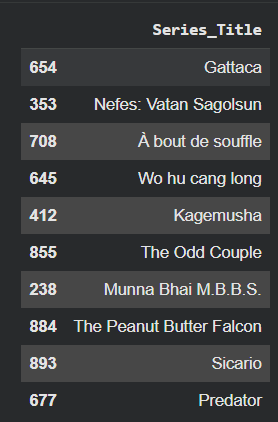 Series_Title
654 Gattaca
353 Nefes: Vatan Sagolsun
708 À bout de souffle
645 Wo hu cang long
412 Kagemusha
855 The Odd Couple
238 Munna Bhai M.B.B.S.
884 The Peanut Butter Falcon
893 Sicario
677 Predator